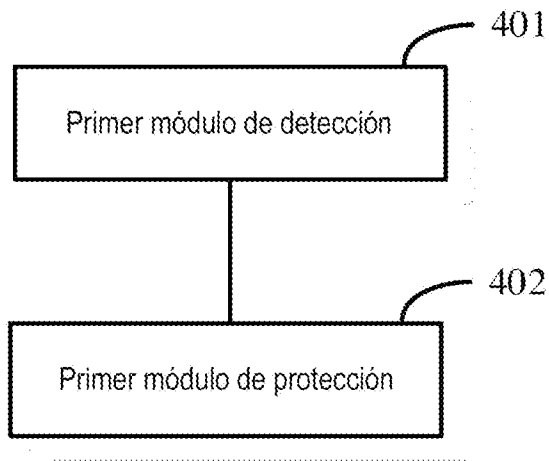 401
Primer módulo de detección
402
Primer módulo de protección